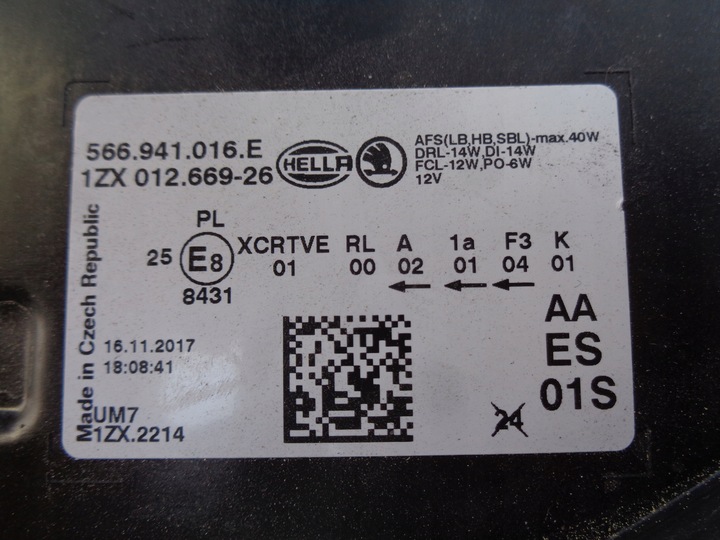 566.941.016.E
1ZX 012.669-26
HELLA
AFS(LB,HB,SBL)-max.40W
DRL-14W,DI-14W
FCL-12W,PO-6W
12V
PL
25 E8 XCRTVE RL A 1a F3 K
8431 01 00 02 01 04 01
AA
ES
01S
16.11.2017
18:08:41
Made in Czech Republic
UM7
1ZX.2214
24